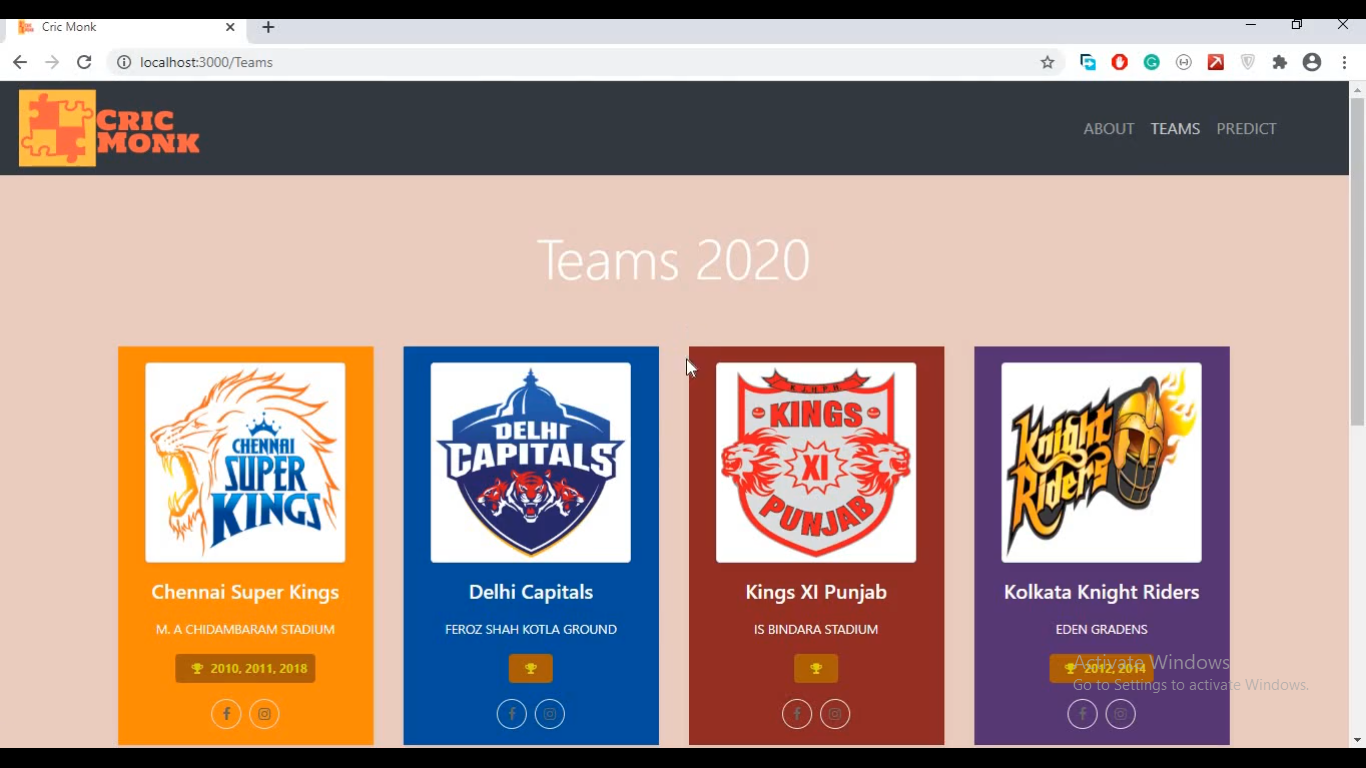 Cric Monk
localhost:3000/Teams
CRIC
MONK
ABOUT TEAMS PREDICT
Teams 2020
CHENNAI
SUPER
KINGS
DELHI
CAPITALS
K.J.H.P.H.
KINGS
XI
PUNJAB
Knight
Riders
Chennai Super Kings
Delhi Capitals
Kings XI Punjab
Kolkata Knight Riders
M. A CHIDAMBARAM STADIUM
FEROZ SHAH KOTLA GROUND
IS BINDARA STADIUM
EDEN GRADENS
2010, 2011, 2018
2012, 2014
Activate Windows
Go to Settings to activate Windows.